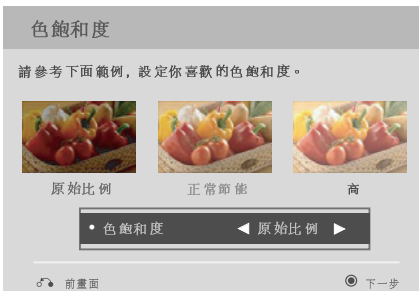 色飽和度
請參考下面範例，設定你喜歡的色飽和度。
原始比例 正常節能 高
• 色飽和度 ◀ 原始比例 ▶
前畫面 下一步